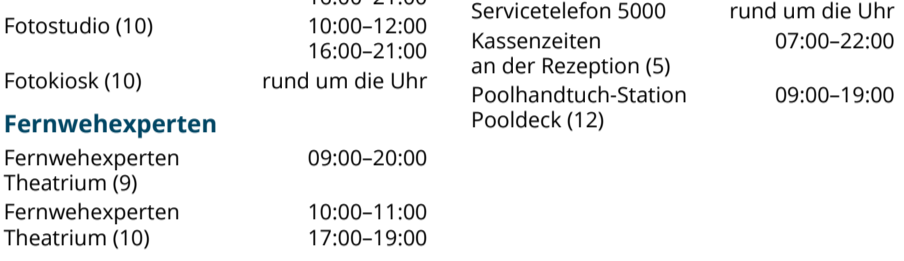 Fotostudio (10) 10:00–12:00
16:00–21:00
Fotokiosk (10) rund um die Uhr
Fernwehexperten
Fernwehexperten 09:00–20:00
Theatrium (9)
Fernwehexperten 10:00–11:00
Theatrium (10) 17:00–19:00
Servicetelefon 5000 rund um die Uhr
Kassenzeiten 07:00–22:00
an der Rezeption (5)
Poolhandtuch-Station 09:00–19:00
Pooldeck (12)